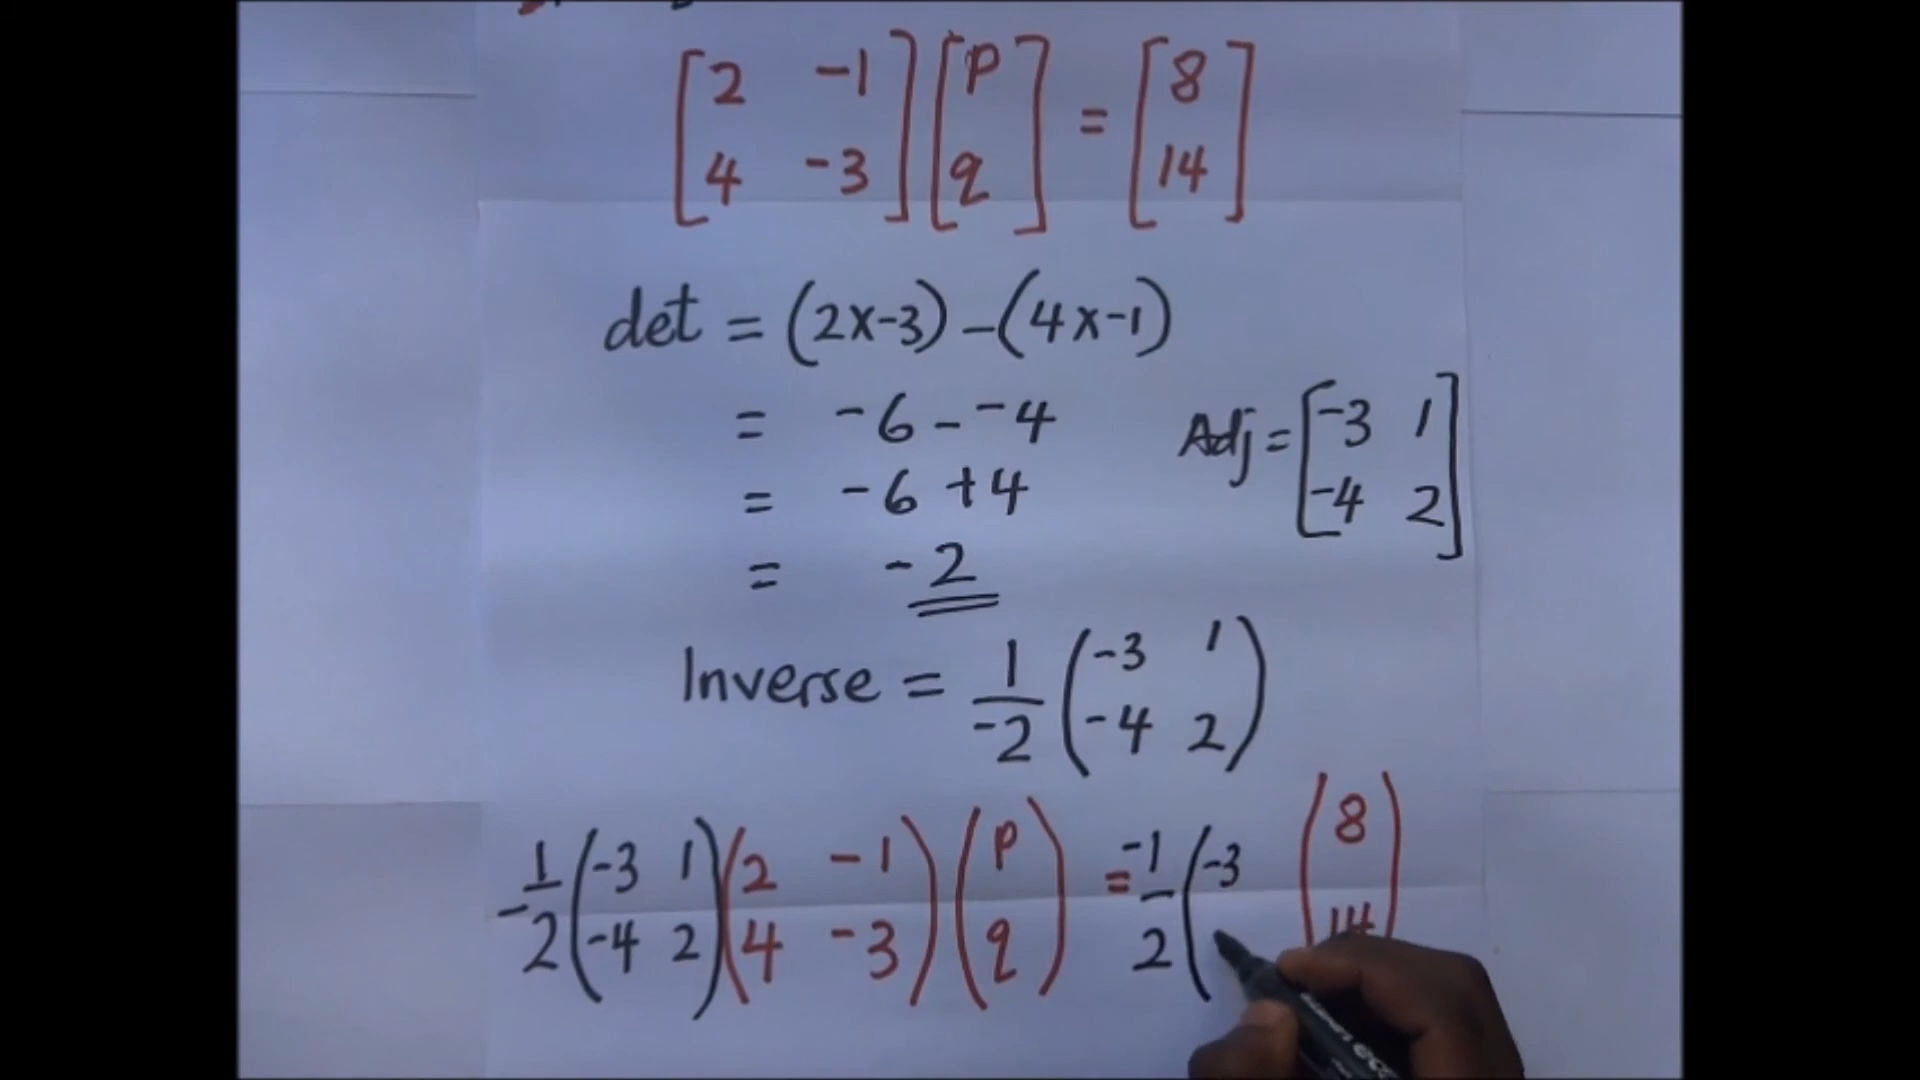 [2 -1] [p] = [8]
[4 -3] [q] [14]
det = (2x-3) - (4x-1)
= -6 - -4
= -6 +4
= -2
Adj = [-3 1]
[-4 2]
Inverse = 1/-2 (-3 1)
(-4 2)
-1/2 (-3 1) (2 -1) (p) = -1/2 (-3 (8)
(-4 2) (4 -3) (q) (14)